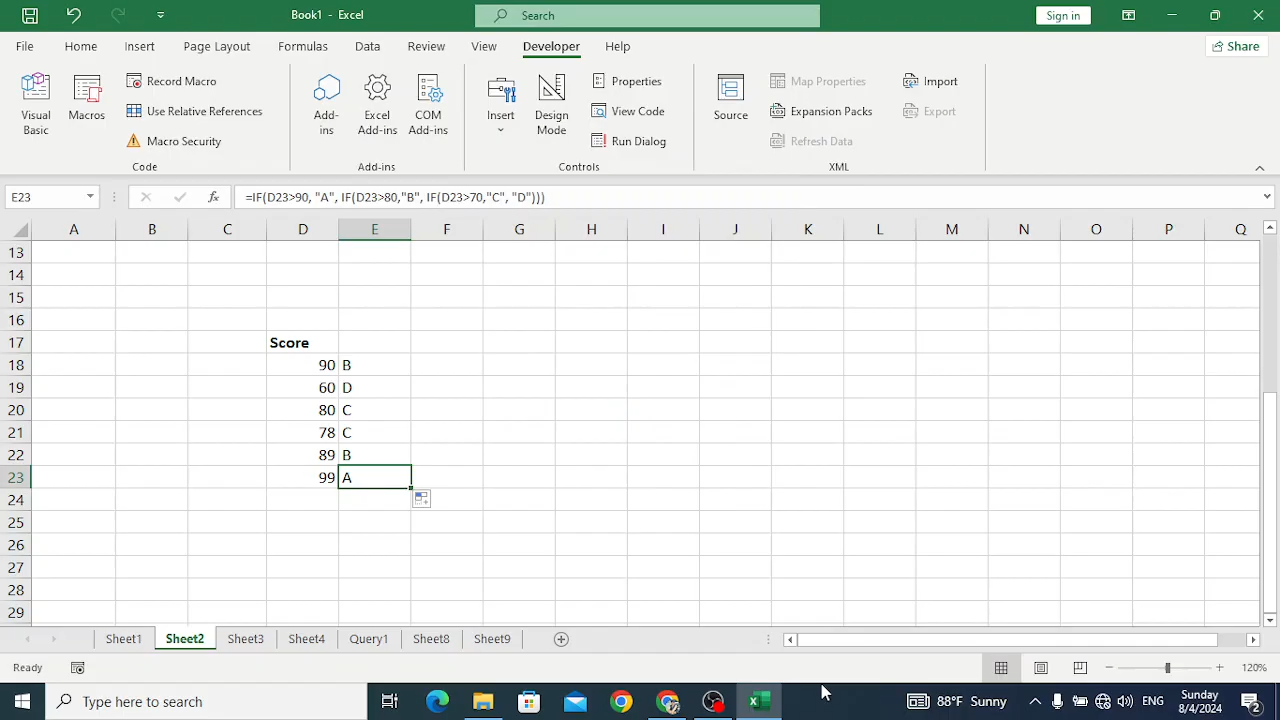 Book1 - Excel
Search
Sign in
File Home Insert Page Layout Formulas Data Review View Developer Help
Share
Visual Basic
Macros
Record Macro
Use Relative References
Macro Security
Code
Add-ins
Excel Add-ins
COM Add-ins
Add-ins
Insert
Design Mode
Properties
View Code
Run Dialog
Controls
Source
Map Properties
Expansion Packs
Refresh Data
Import
Export
XML
E23
fx
=IF(D23>90, "A", IF(D23>80,"B", IF(D23>70,"C", "D")))
A B C D E F G H I J K L M N O P Q
13
14
15
16
17 Score
18 90 B
19 60 D
20 80 C
21 78 C
22 89 B
23 99 A
24
25
26
27
28
29
Sheet1 Sheet2 Sheet3 Sheet4 Query1 Sheet8 Sheet9
Ready
120%
Type here to search
88°F Sunny
ENG
Sunday
8/4/2024
2